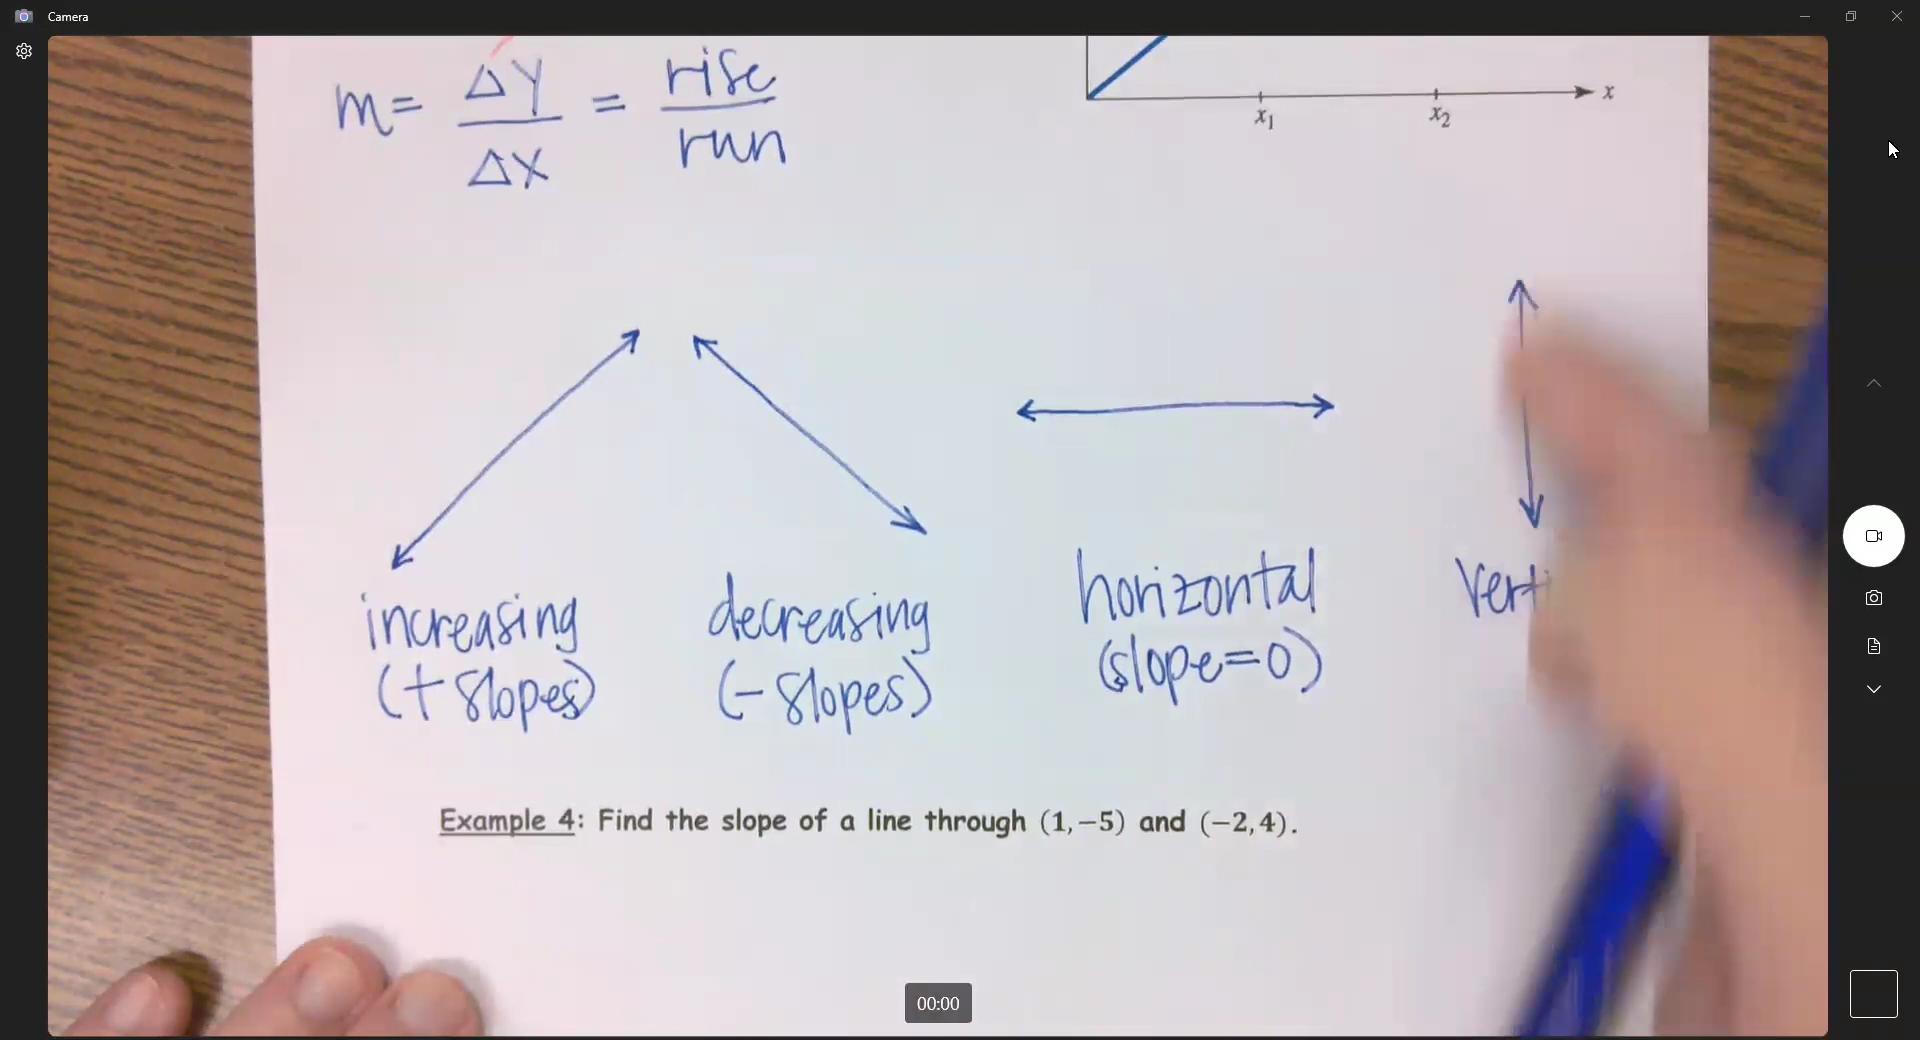 Camera
m = ΔY/ΔX = rise/run
x
x₁ x₂
increasing decreasing horizontal
(+ slopes) (- slopes) (slope=0)
Example 4: Find the slope of a line through (1,−5) and (−2,4).
00:00